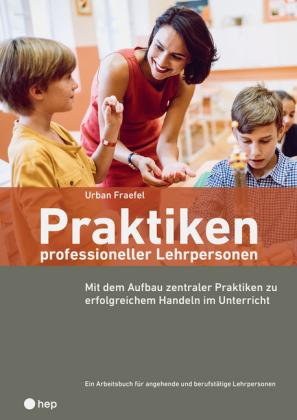 Urban Fraefel
Praktiken
professioneller Lehrpersonen
Mit dem Aufbau zentraler Praktiken zu
erfolgreichem Handeln im Unterricht
Ein Arbeitsbuch für angehende und berufstätige Lehrpersonen
hep